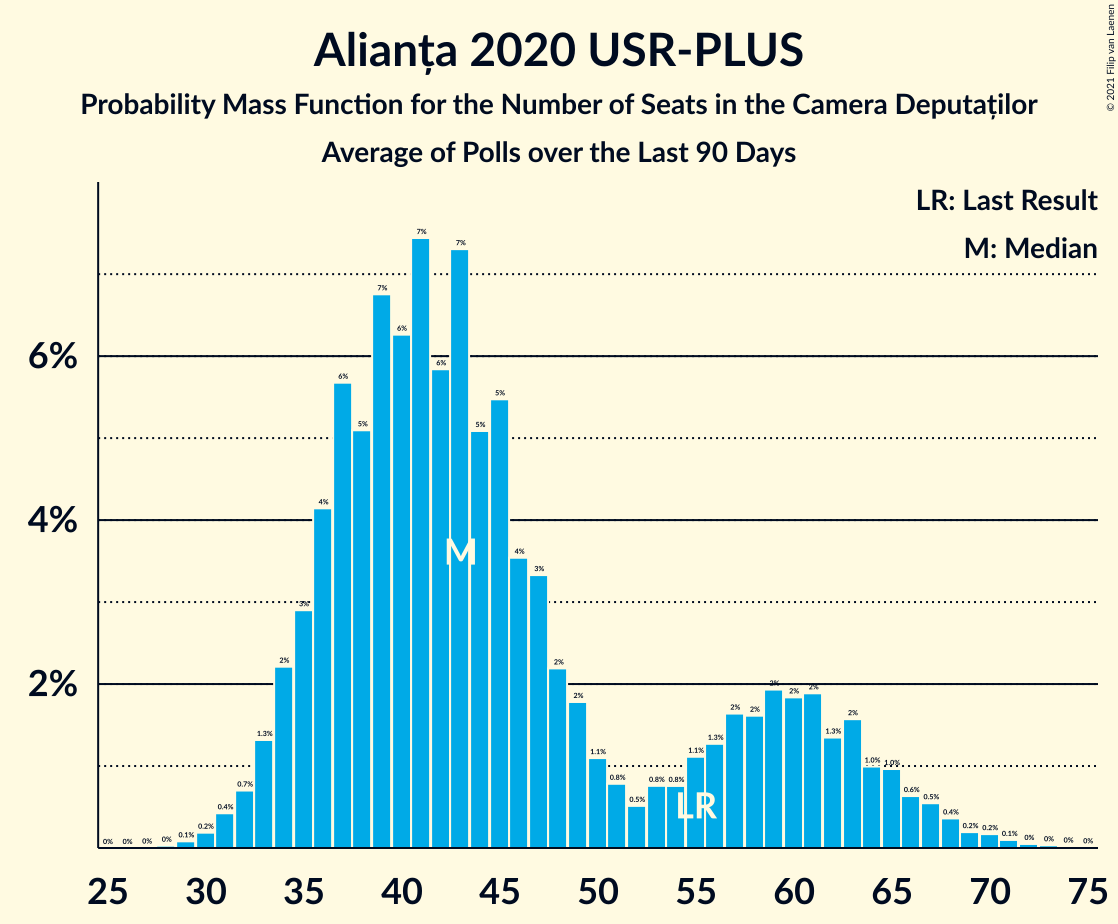 Alianța 2020 USR-PLUS
Probability Mass Function for the Number of Seats in the Camera Deputaților
Average of Polls over the Last 90 Days
© 2021 Filip van Laenen
LR: Last Result
M: Median
6%
4%
2%
0% 0% 0% 0% 0.1% 0.2% 0.4% 0.7% 1.3% 2% 3% 4% 6% 5% 7% 6% 7% 6% 7% 5% 5% 4% 3% 2% 2% 1.1% 0.8% 0.5% 0.8% 0.8% 1.1% 1.3% 2% 2% 2% 2% 2% 1.3% 2% 1.0% 1.0% 0.6% 0.5% 0.4% 0.2% 0.2% 0.1% 0% 0% 0% 0%
M
LR
25 30 35 40 45 50 55 60 65 70 75